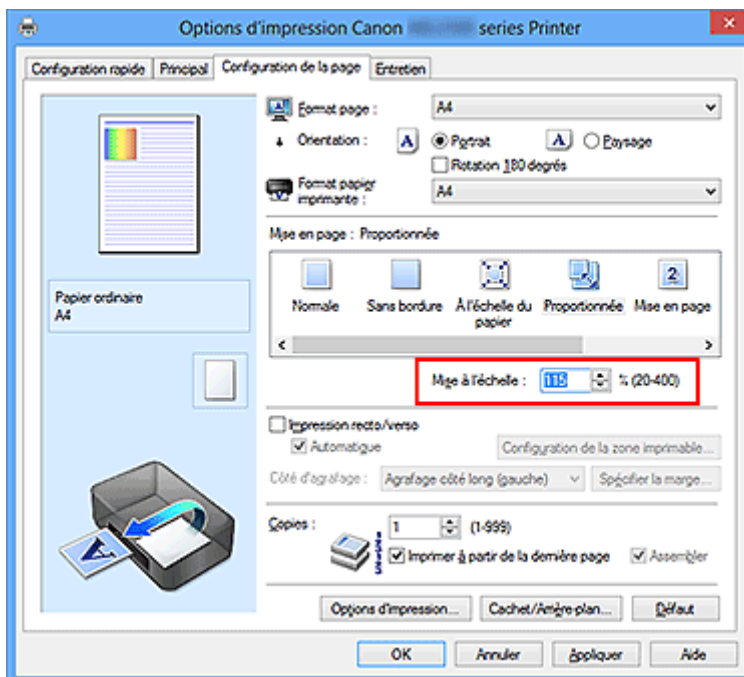 Options d'impression Canon series Printer
Configuration rapide Principal Configuration de la page Entretien
Format page : A4
Orientation : A Portrait A Paysage
Rotation 180 degrés
Format papier
imprimante : A4
Mise en page : Proportionnée
2
Normale Sans bordure À l'échelle du
papier Proportionnée Mise en page
Papier ordinaire
A4
Mise à l'échelle : 115 % (20-400)
Impression recto/verso
Automatique Configuration de la zone imprimable...
Côté d'agrafage : Agrafage côté long (gauche) Spécifier la marge...
Copies : 1 (1-999)
Imprimer à partir de la dernière page Assembler
A
Options d'impression... Cachet/Arrière-plan... Défaut
OK Annuler Appliquer Aide